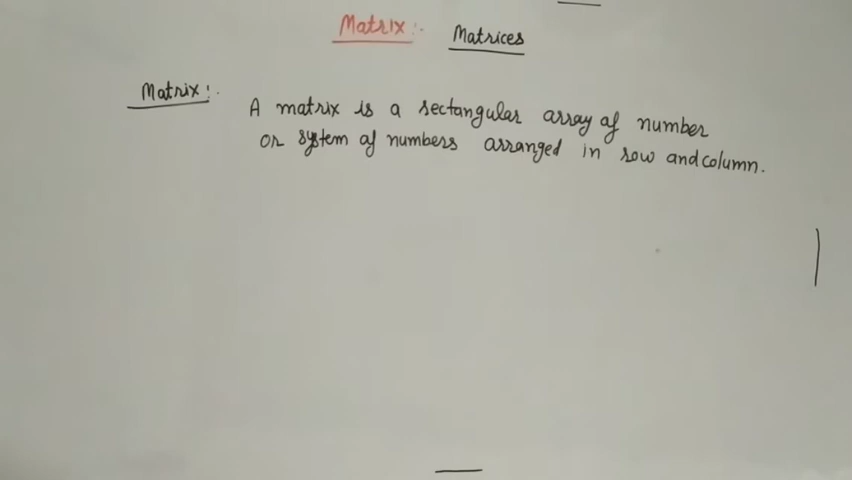 Matrix:- Matrices
Matrix:-
A matrix is a rectangular array of number
or system of numbers arranged in row and column.